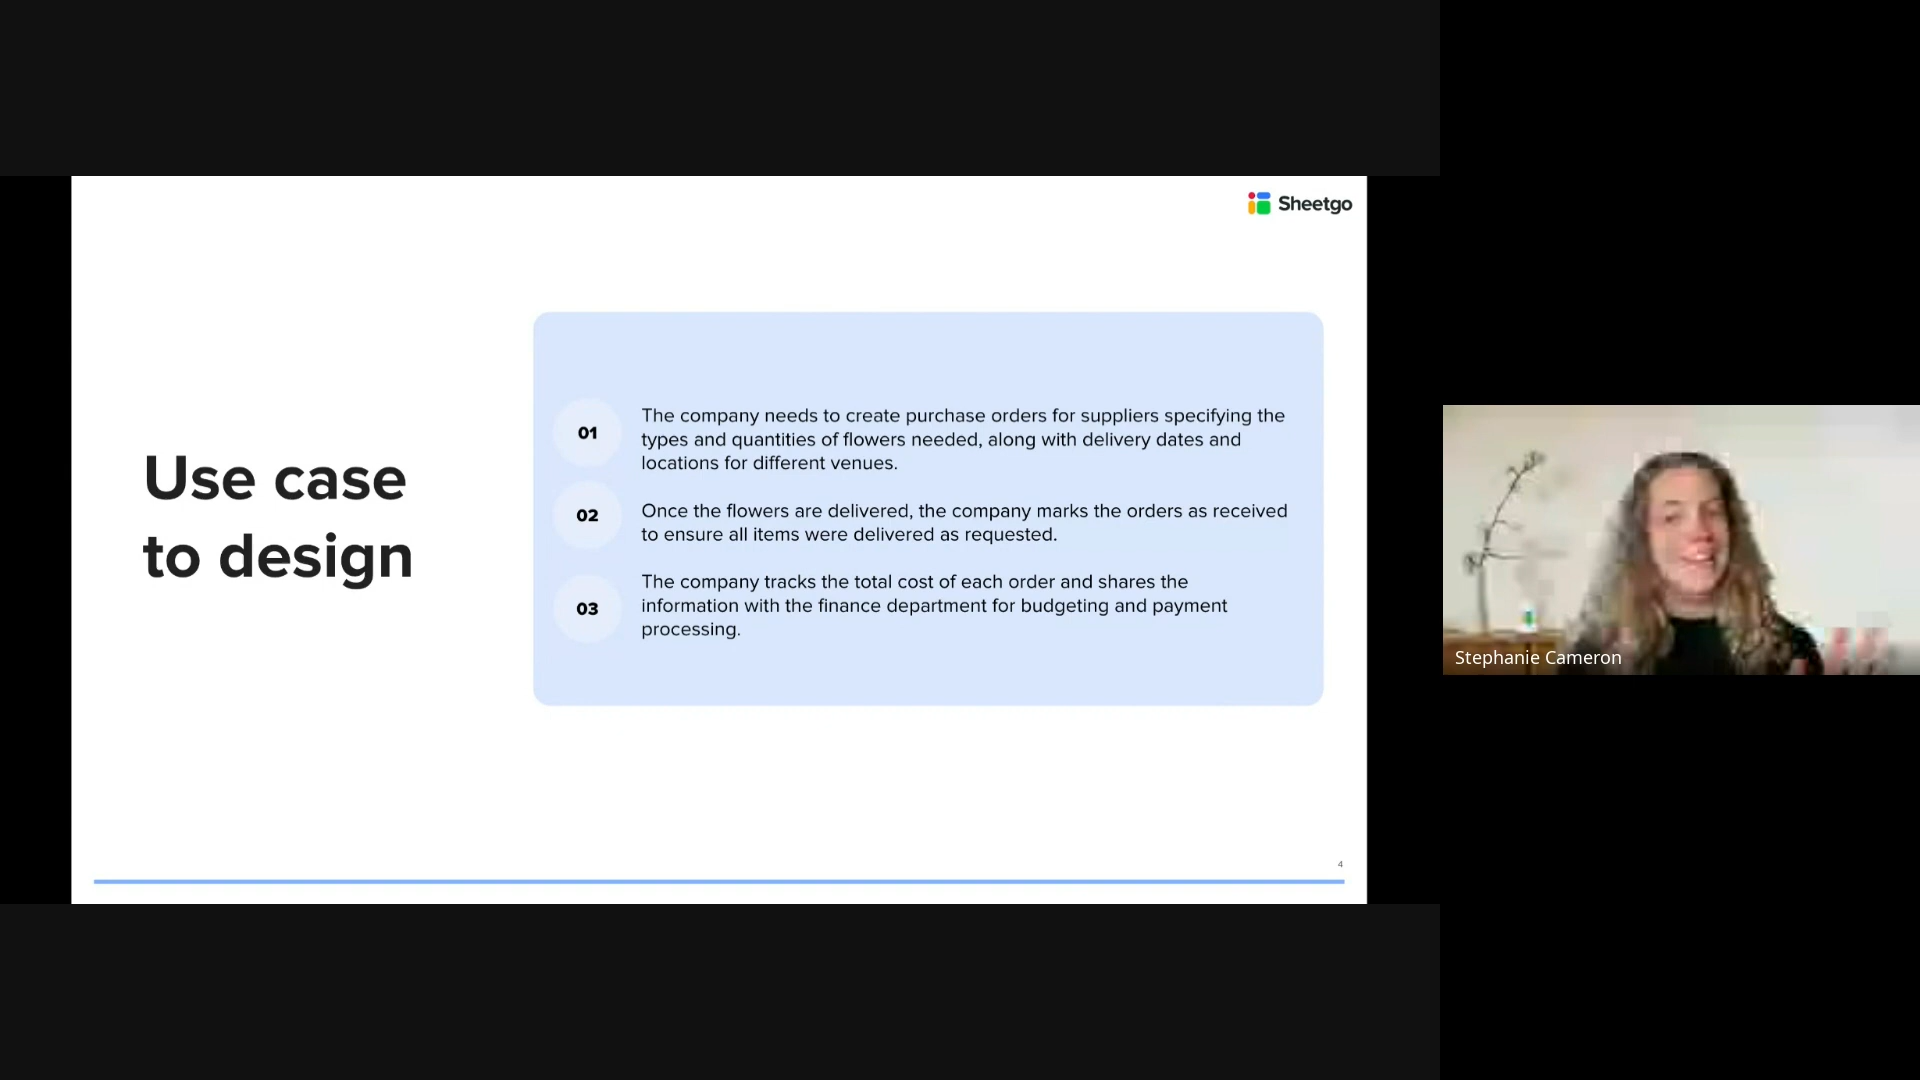 Sheetgo
Use case
to design
01
The company needs to create purchase orders for suppliers specifying the
types and quantities of flowers needed, along with delivery dates and
locations for different venues.
02
Once the flowers are delivered, the company marks the orders as received
to ensure all items were delivered as requested.
03
The company tracks the total cost of each order and shares the
information with the finance department for budgeting and payment
processing.
4
Stephanie Cameron